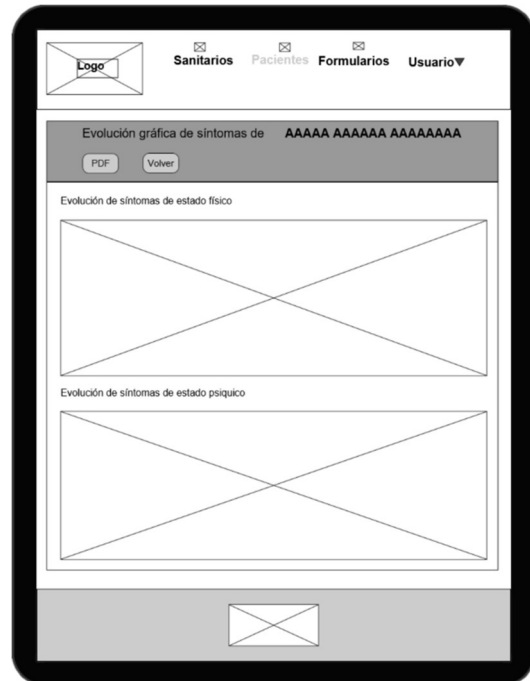 Logo
Sanitarios Pacientes Formularios Usuario▼
Evolución gráfica de síntomas de AAAAA AAAAAA AAAAAAAA
PDF Volver
Evolución de síntomas de estado físico
Evolución de síntomas de estado psiquico